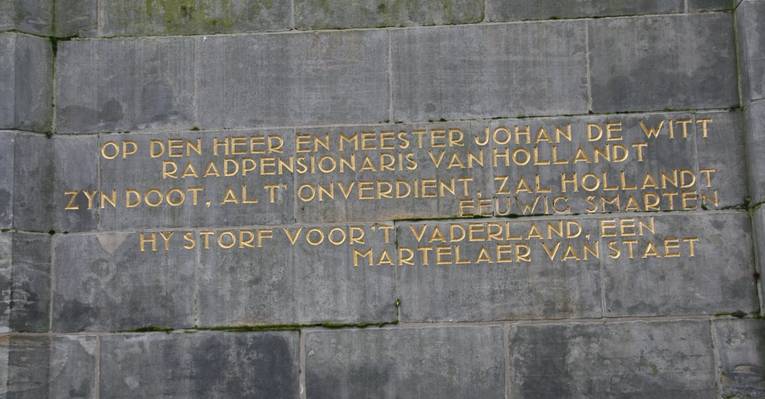 OP DEN HEER EN MEESTER JOHAN DE WITT
RAADPENSIONARIS VAN HOLLANDT
ZYN DOOT, AL T' ONVERDIENT, ZAL HOLLANDT
EEUWIG SMARTEN
HY STORF VOOR 'T VADERLAND, EEN
MARTELAER VAN STAET